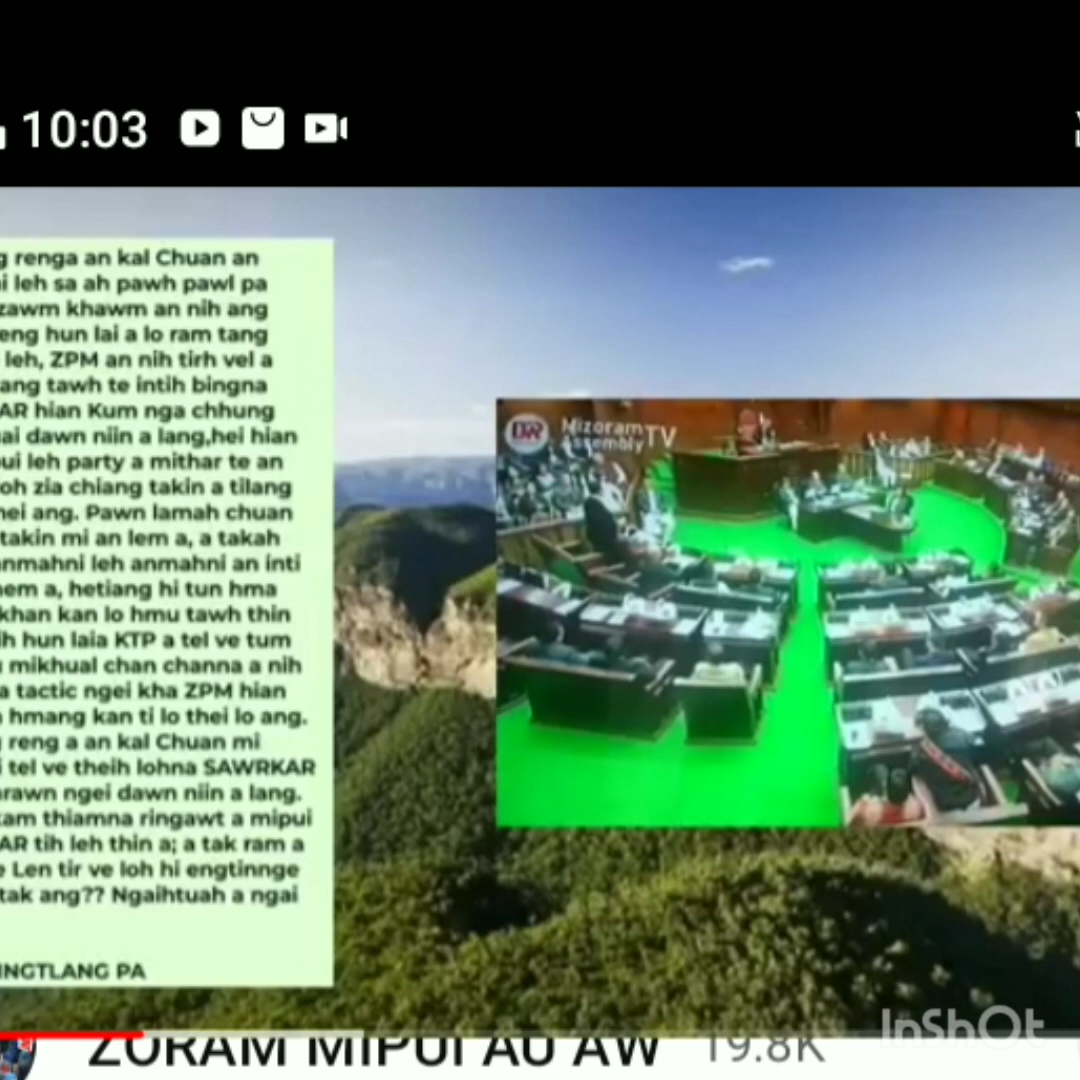 10:03
g renga an kal Chuan an
i leh sa ah pawh pawl pa
zawm khawm an nih ang
eng hun lai a lo ram tang
leh, ZPM an nih tirh vel a
ang tawh te intih bingna
AR hian Kum nga chhung
ai dawn niin a lang,hei hian
ui leh party a mithar te an
oh zia chiang takin a tilang
hei ang. Pawn lamah chuan
takin mi an lem a, a takah
nmahni leh anmahni an inti
em a, hetiang hi tun hma
khan kan lo hmu tawh thin
ih hun laia KTP a tel ve tum
mikhual chan channa a nih
a tactic ngei kha ZPM hian
hmang kan ti lo thei lo ang.
reng a an kal Chuan mi
tel ve theih lohna SAWRKAR
rawn ngei dawn niin a lang.
am thiamna ringawt a mipui
AR tih leh thin a; a tak ram a
e Len tir ve loh hi engtinnge
tak ang?? Ngaihtuah a ngai
INGTLANG PA
DR Mizoram
Assembly TV
InShOt
ZORAM MIPUI AU AW 19.8K